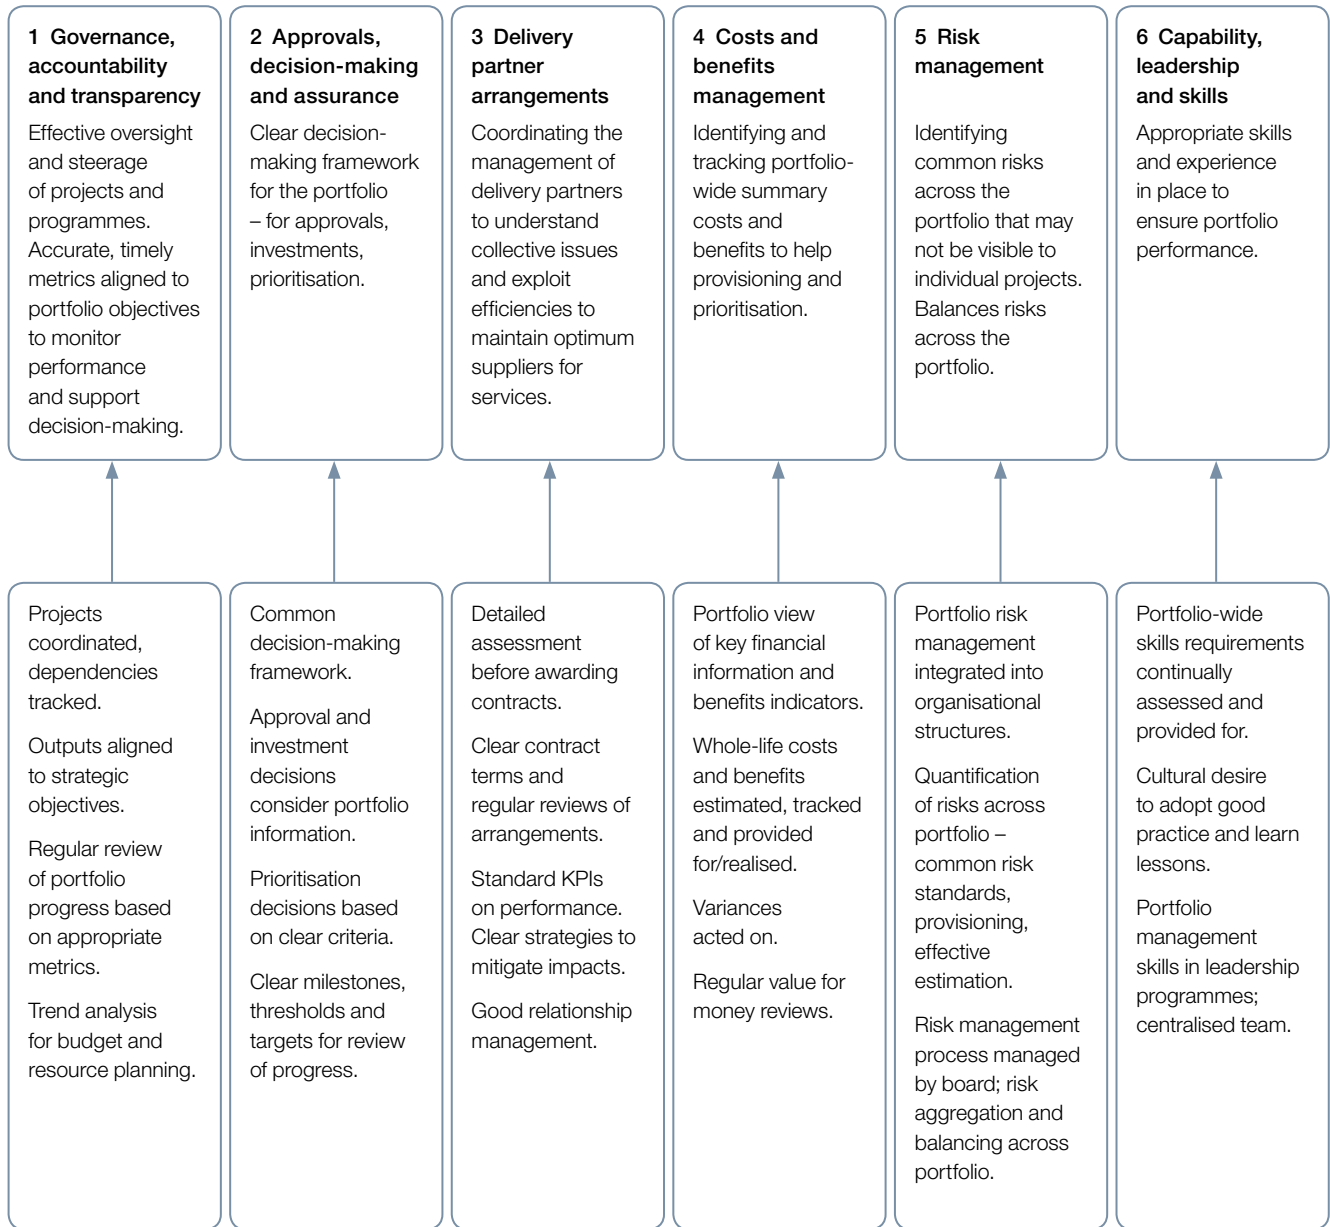 1 Governance,
accountability
and transparency
Effective oversight
and steerage
of projects and
programmes.
Accurate, timely
metrics aligned to
portfolio objectives
to monitor
performance
and support
decision-making.
2 Approvals,
decision-making
and assurance
Clear decision-
making framework
for the portfolio
– for approvals,
investments,
prioritisation.
3 Delivery
partner
arrangements
Coordinating the
management of
delivery partners
to understand
collective issues
and exploit
efficiencies to
maintain optimum
suppliers for
services.
4 Costs and
benefits
management
Identifying and
tracking portfolio-
wide summary
costs and
benefits to help
provisioning and
prioritisation.
5 Risk
management
Identifying
common risks
across the
portfolio that may
not be visible to
individual projects.
Balances risks
across the
portfolio.
6 Capability,
leadership
and skills
Appropriate skills
and experience
in place to
ensure portfolio
performance.
Projects
coordinated,
dependencies
tracked.
Outputs aligned
to strategic
objectives.
Regular review
of portfolio
progress based
on appropriate
metrics.
Trend analysis
for budget and
resource planning.
Common
decision-making
framework.
Approval and
investment
decisions
consider portfolio
information.
Prioritisation
decisions based
on clear criteria.
Clear milestones,
thresholds and
targets for review
of progress.
Detailed
assessment
before awarding
contracts.
Clear contract
terms and
regular reviews of
arrangements.
Standard KPIs
on performance.
Clear strategies to
mitigate impacts.
Good relationship
management.
Portfolio view
of key financial
information and
benefits indicators.
Whole-life costs
and benefits
estimated, tracked
and provided
for/realised.
Variances
acted on.
Regular value for
money reviews.
Portfolio risk
management
integrated into
organisational
structures.
Quantification
of risks across
portfolio –
common risk
standards,
provisioning,
effective
estimation.
Risk management
process managed
by board; risk
aggregation and
balancing across
portfolio.
Portfolio-wide
skills requirements
continually
assessed and
provided for.
Cultural desire
to adopt good
practice and learn
lessons.
Portfolio
management
skills in leadership
programmes;
centralised team.